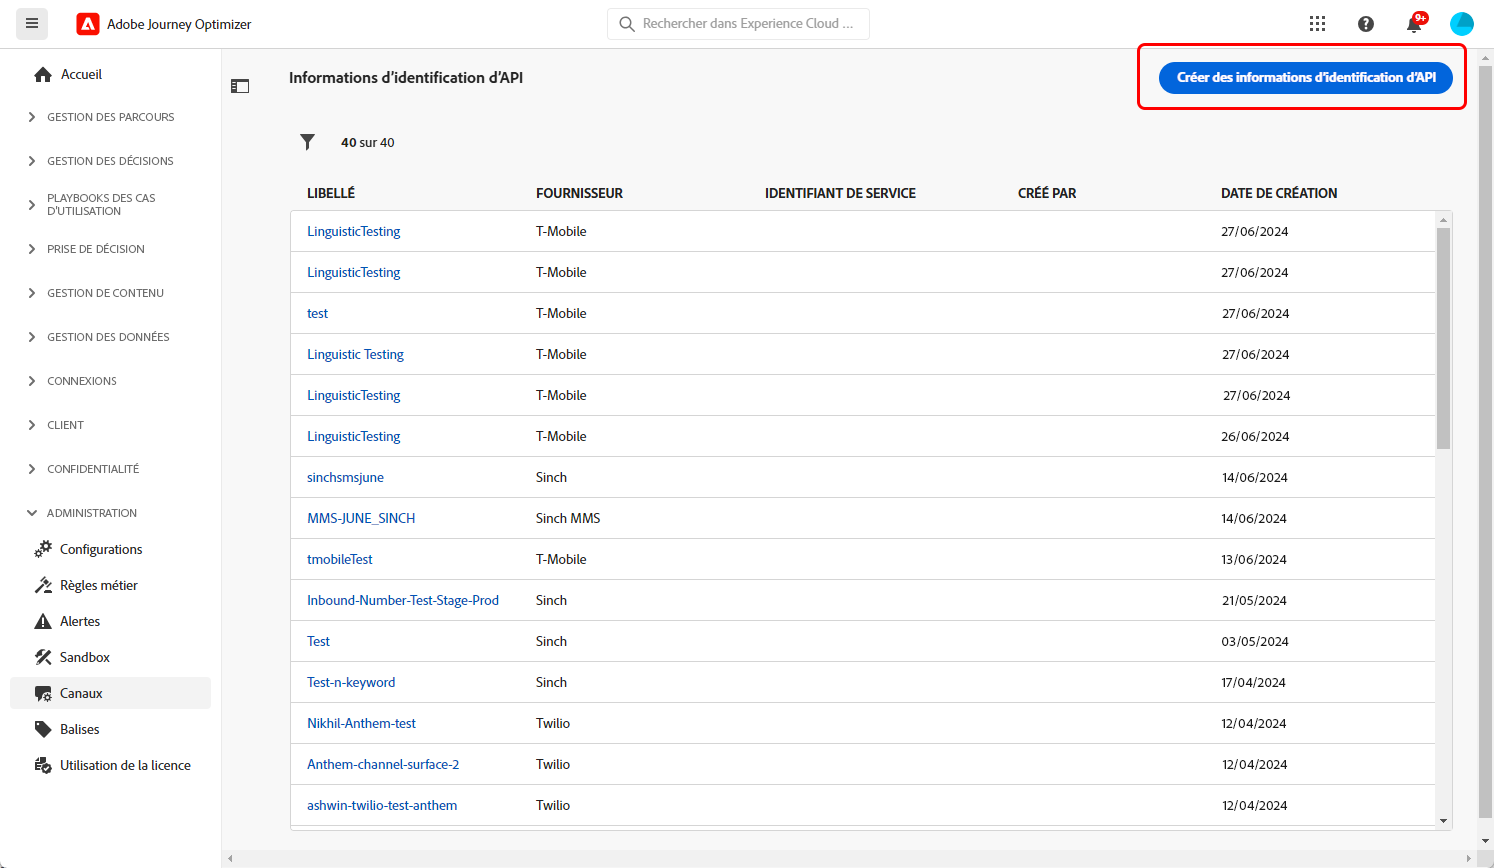 Adobe Journey Optimizer
Rechercher dans Experience Cloud ...
9+
Accueil
GESTION DES PARCOURS
GESTION DES DÉCISIONS
PLAYBOOKS DES CAS
D'UTILISATION
PRISE DE DÉCISION
GESTION DE CONTENU
GESTION DES DONNÉES
CONNEXIONS
CLIENT
CONFIDENTIALITÉ
ADMINISTRATION
Configurations
Règles métier
Alertes
Sandbox
Canaux
Balises
Utilisation de la licence
Informations d'identification d'API
Créer des informations d'identification d'API
40 sur 40
LIBELLÉ FOURNISSEUR IDENTIFIANT DE SERVICE CRÉÉ PAR DATE DE CRÉATION
LinguisticTesting T-Mobile 27/06/2024
LinguisticTesting T-Mobile 27/06/2024
test T-Mobile 27/06/2024
Linguistic Testing T-Mobile 27/06/2024
LinguisticTesting T-Mobile 27/06/2024
LinguisticTesting T-Mobile 26/06/2024
sinchsmsjune Sinch 14/06/2024
MMS-JUNE_SINCH Sinch MMS 14/06/2024
tmobileTest T-Mobile 13/06/2024
Inbound-Number-Test-Stage-Prod Sinch 21/05/2024
Test Sinch 03/05/2024
Test-n-keyword Sinch 17/04/2024
Nikhil-Anthem-test Twilio 12/04/2024
Anthem-channel-surface-2 Twilio 12/04/2024
ashwin-twilio-test-anthem Twilio 12/04/2024